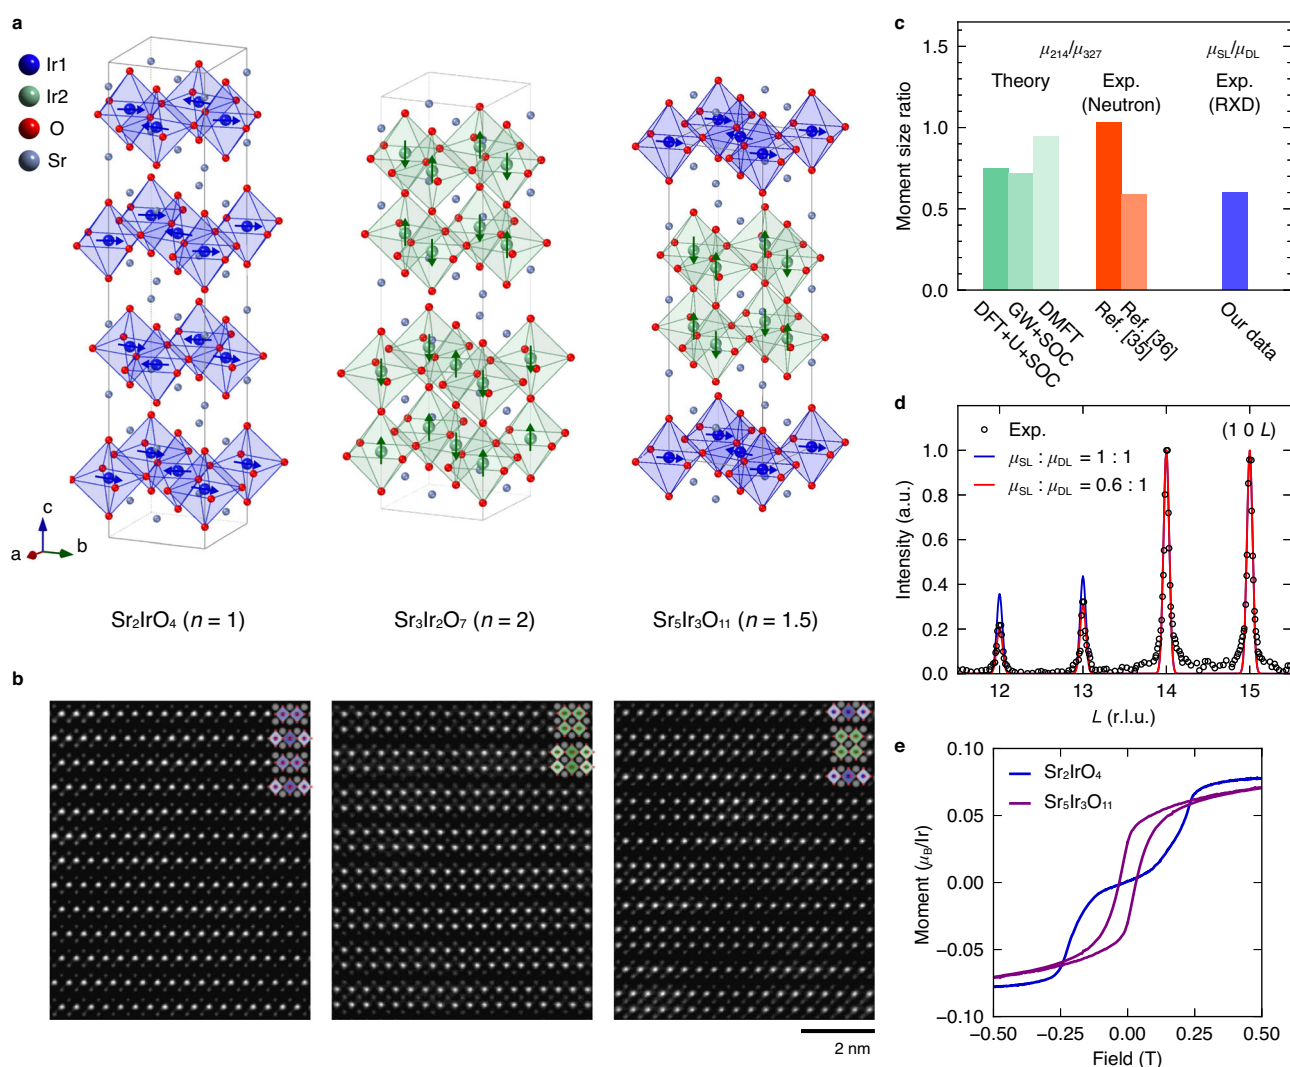 a
Ir1
Ir2
O
Sr
c
a
b
Sr₂IrO₄ (n = 1)
Sr₃Ir₂O₇ (n = 2)
Sr₅Ir₃O₁₁ (n = 1.5)
b
2 nm
c
Moment size ratio
1.5
1.0
0.5
0.0
μ₂₁₄/μ₃₂₇
μSL/μDL
Theory
Exp.
(Neutron)
Exp.
(RXD)
DFT+U+SOC
GW+SOC
DMFT
Ref. [35]
Ref. [36]
Our data
d
Intensity (a.u.)
1.0
0.8
0.6
0.4
0.2
0.0
Exp.
(1 0 L)
μSL : μDL = 1 : 1
μSL : μDL = 0.6 : 1
12
13
14
15
L (r.l.u.)
e
Moment (μB/Ir)
0.10
0.05
0.00
−0.05
−0.10
Sr₂IrO₄
Sr₅Ir₃O₁₁
−0.50
−0.25
0.00
0.25
0.50
Field (T)